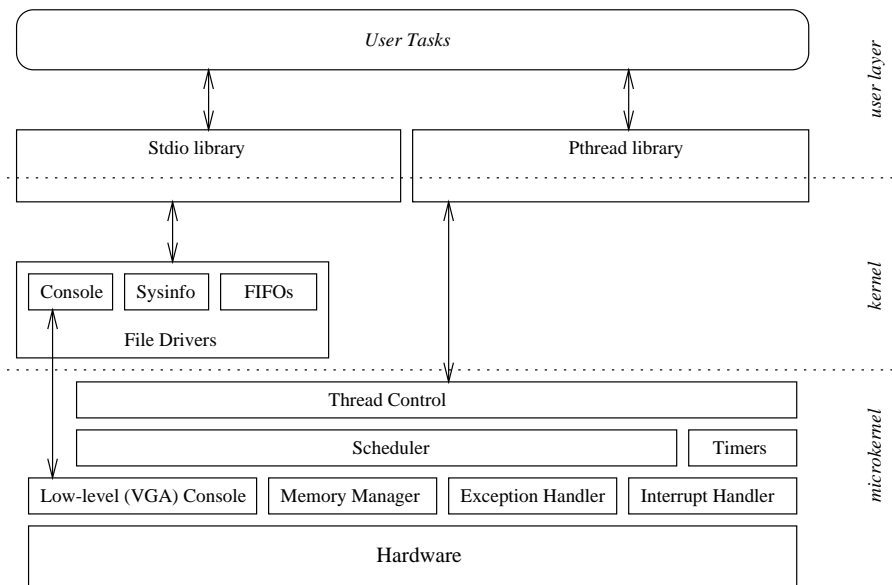 User Tasks
user layer
Stdio library
Pthread library
kernel
Console
Sysinfo
FIFOs
File Drivers
Thread Control
microkernel
Scheduler
Timers
Low-level (VGA) Console
Memory Manager
Exception Handler
Interrupt Handler
Hardware